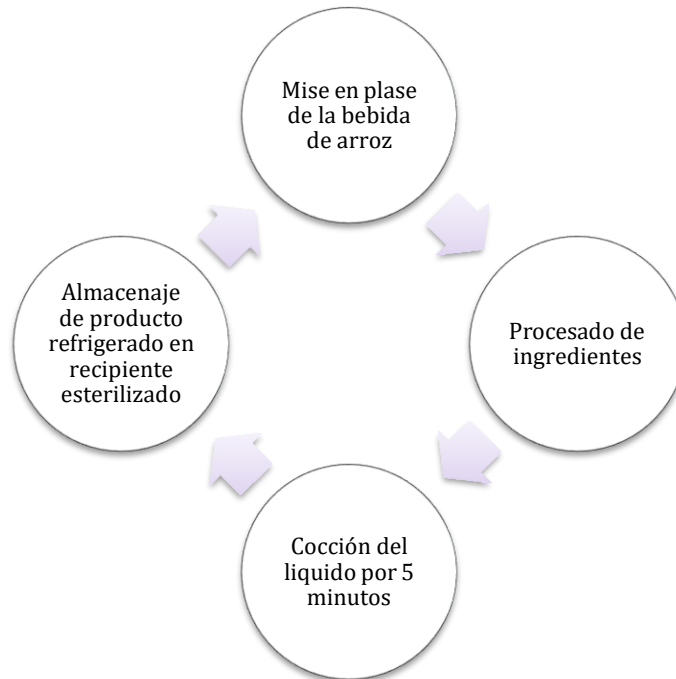 Mise en plase
de la bebida
de arroz
Procesado de
ingredientes
Cocción del
liquido por 5
minutos
Almacenaje
de producto
refrigerado en
recipiente
esterilizado